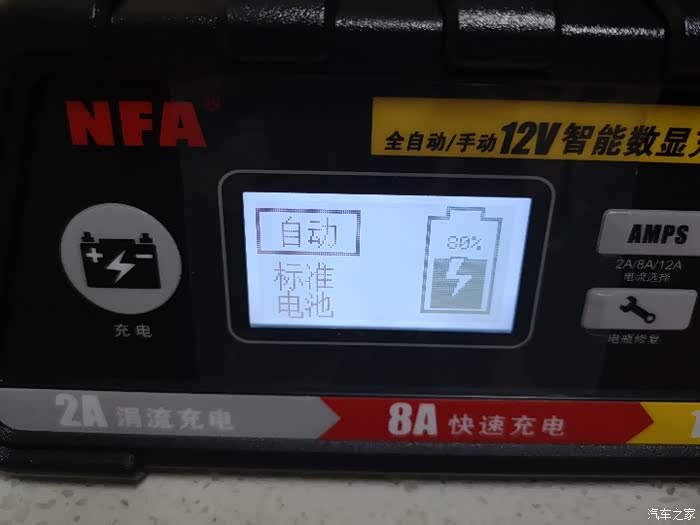 NFA®
全自动/手动12V智能数显
自动
80%
标准
电池
AMPS
2A/8A/12A
电流选择
充电
电瓶修复
2A 涓流充电
8A 快速充电
汽车之家